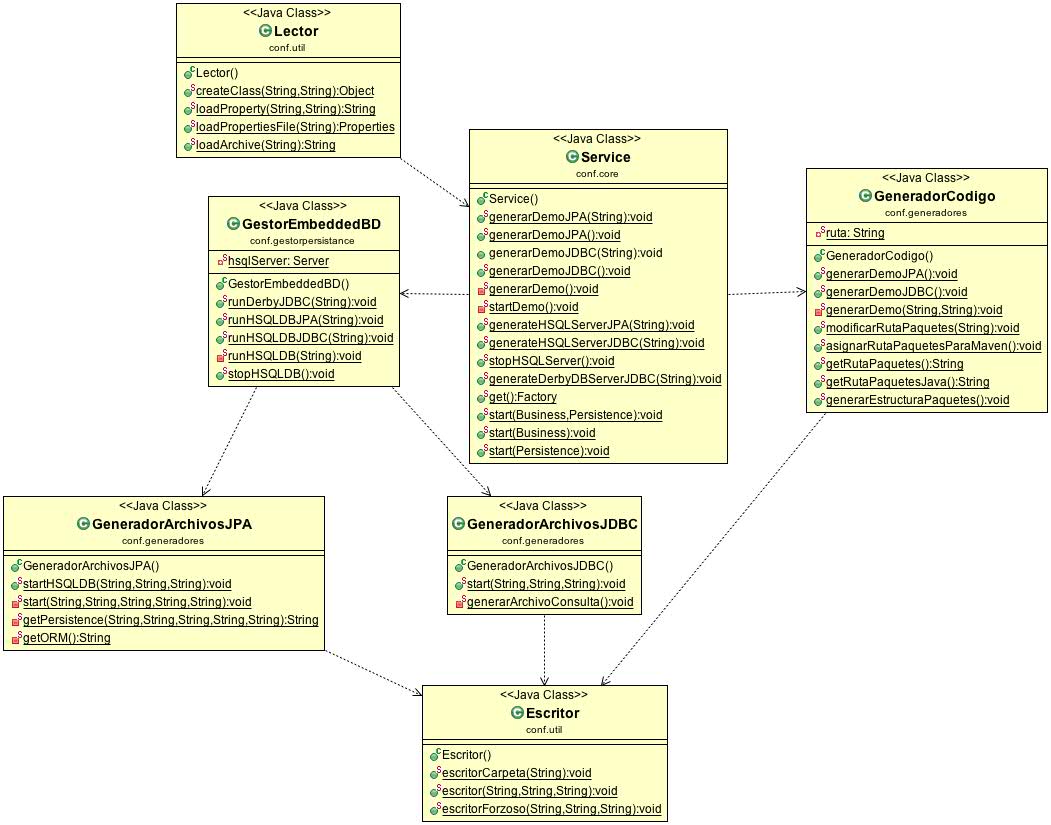 <<Java Class>>
Lector
conf.util
Lector()
createClass(String,String):Object
loadProperty(String,String):String
loadPropertiesFile(String):Properties
loadArchive(String):String
<<Java Class>>
Service
conf.core
Service()
generarDemoJPA(String):void
generarDemoJPA():void
generarDemoJDBC(String):void
generarDemoJDBC():void
generarDemo():void
startDemo():void
generateHSQLServerJPA(String):void
generateHSQLServerJDBC(String):void
stopHSQLServer():void
generateDerbyDBServerJDBC(String):void
get():Factory
start(Business,Persistence):void
start(Business):void
start(Persistence):void
<<Java Class>>
GeneradorCodigo
conf.generadores
ruta: String
GeneradorCodigo()
generarDemoJPA():void
generarDemoJDBC():void
generarDemo(String,String):void
modificarRutaPaquetes(String):void
asignarRutaPaquetesParaMaven():void
getRutaPaquetes():String
getRutaPaquetesJava():String
generarEstructuraPaquetes():void
<<Java Class>>
GestorEmbeddedBD
conf.gestorpersistance
hsqlServer: Server
GestorEmbeddedBD()
runDerbyJDBC(String):void
runHSQLDBJPA(String):void
runHSQLDBJDBC(String):void
runHSQLDB(String):void
stopHSQLDB():void
<<Java Class>>
GeneradorArchivosJPA
conf.generadores
GeneradorArchivosJPA()
startHSQLDB(String,String,String):void
start(String,String,String,String,String):void
getPersistence(String,String,String,String,String):String
getORM():String
<<Java Class>>
GeneradorArchivosJDBC
conf.generadores
GeneradorArchivosJDBC()
start(String,String,String):void
generarArchivoConsulta():void
<<Java Class>>
Escritor
conf.util
Escritor()
escritorCarpeta(String):void
escritor(String,String,String):void
escritorForzoso(String,String,String):void